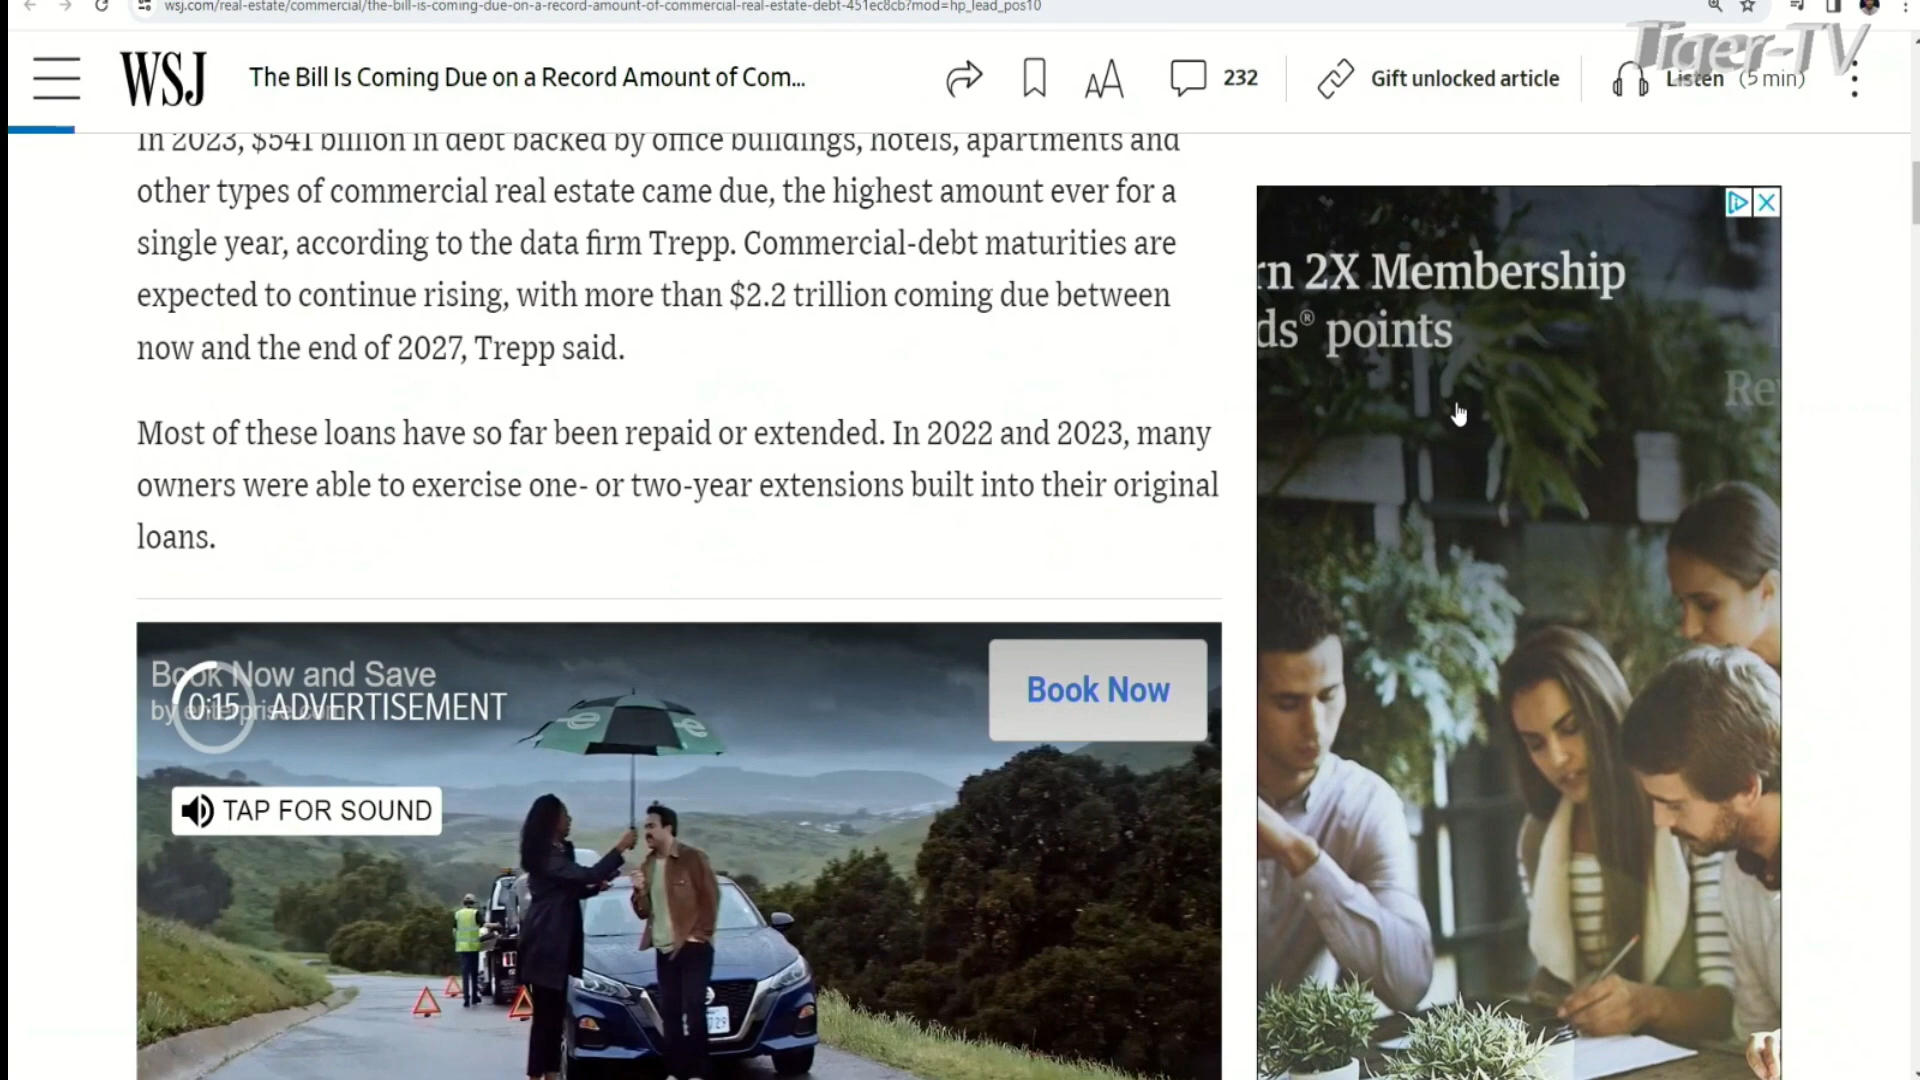 wsj.com/real-estate/commercial/the-bill-is-coming-due-on-a-record-amount-of-commercial-real-estate-debt-451ec8cb?mod=hp_lead_pos10
Tiger-TV
WSJ
The Bill Is Coming Due on a Record Amount of Com...
AA
232
Gift unlocked article
Listen (5 min)
In 2023, $541 billion in debt backed by office buildings, hotels, apartments and
other types of commercial real estate came due, the highest amount ever for a
single year, according to the data firm Trepp. Commercial-debt maturities are
expected to continue rising, with more than $2.2 trillion coming due between
now and the end of 2027, Trepp said.
Most of these loans have so far been repaid or extended. In 2022 and 2023, many
owners were able to exercise one- or two-year extensions built into their original
loans.
rn 2X Membership
ds® points
Re
Book Now and Save
by enterprise.com
0:15 ADVERTISEMENT
Book Now
TAP FOR SOUND